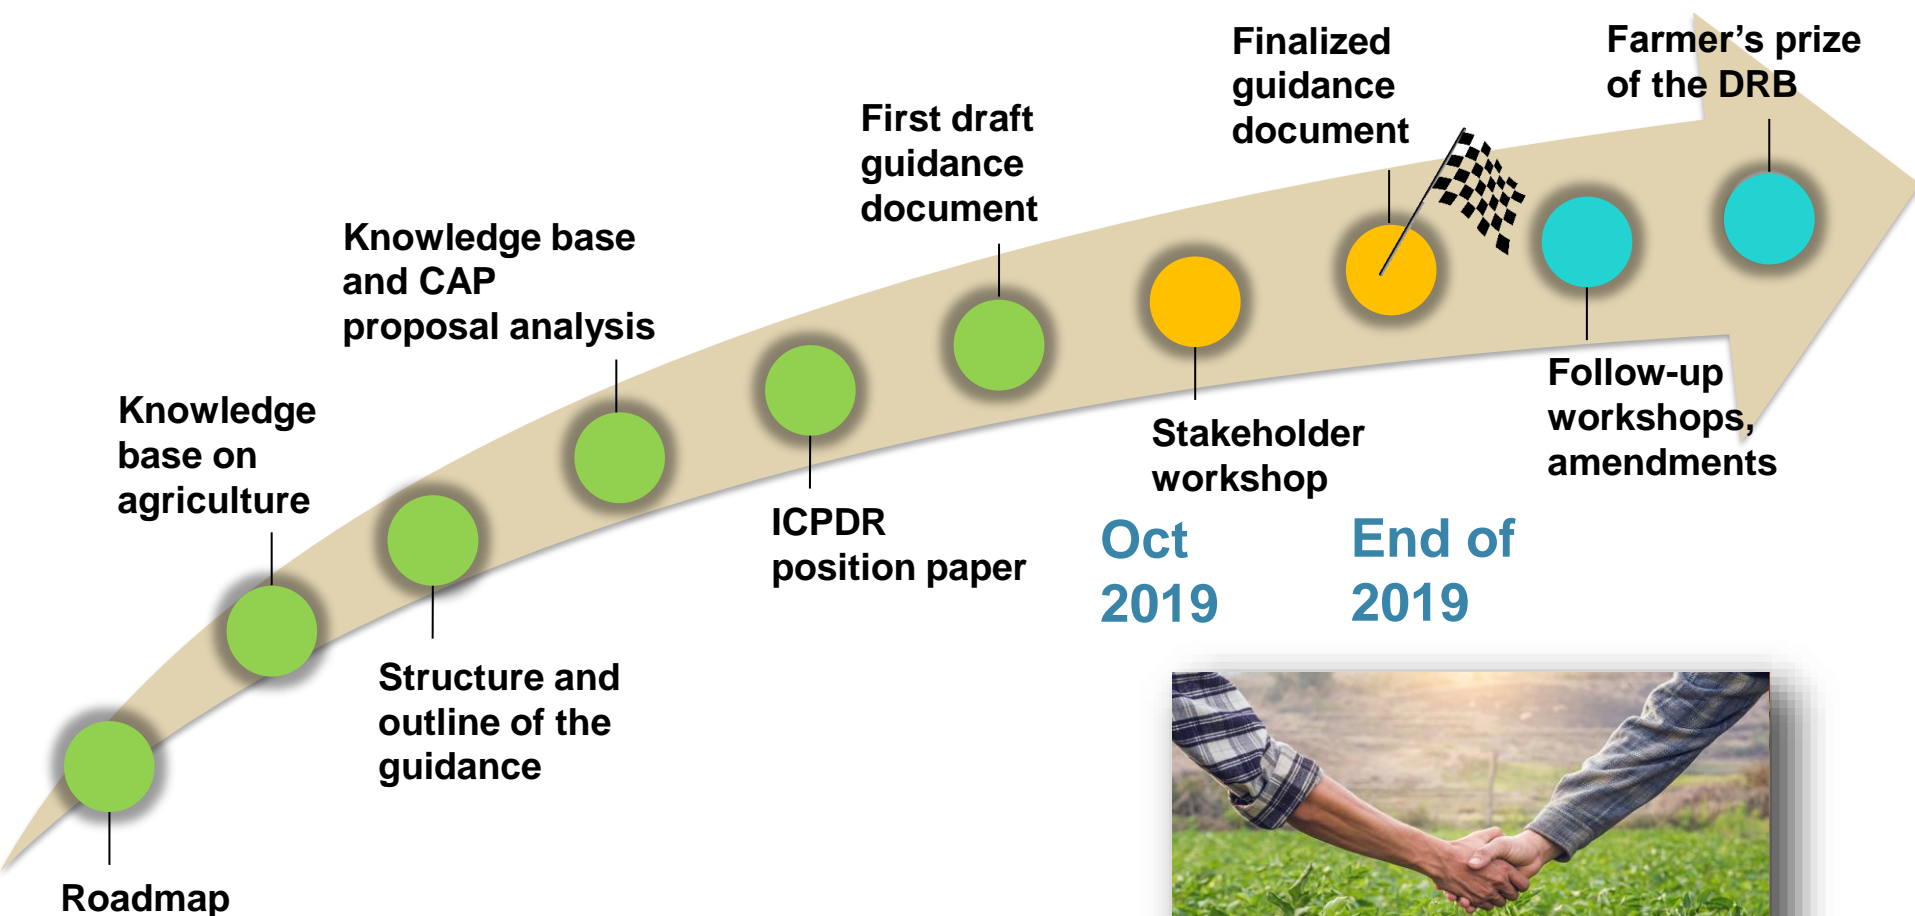 Roadmap
Knowledge
base on
agriculture
Structure and
outline of the
guidance
Knowledge base
and CAP
proposal analysis
ICPDR
position paper
First draft
guidance
document
Stakeholder
workshop
Oct
2019
Finalized
guidance
document
End of
2019
Follow-up
workshops,
amendments
Farmer’s prize
of the DRB